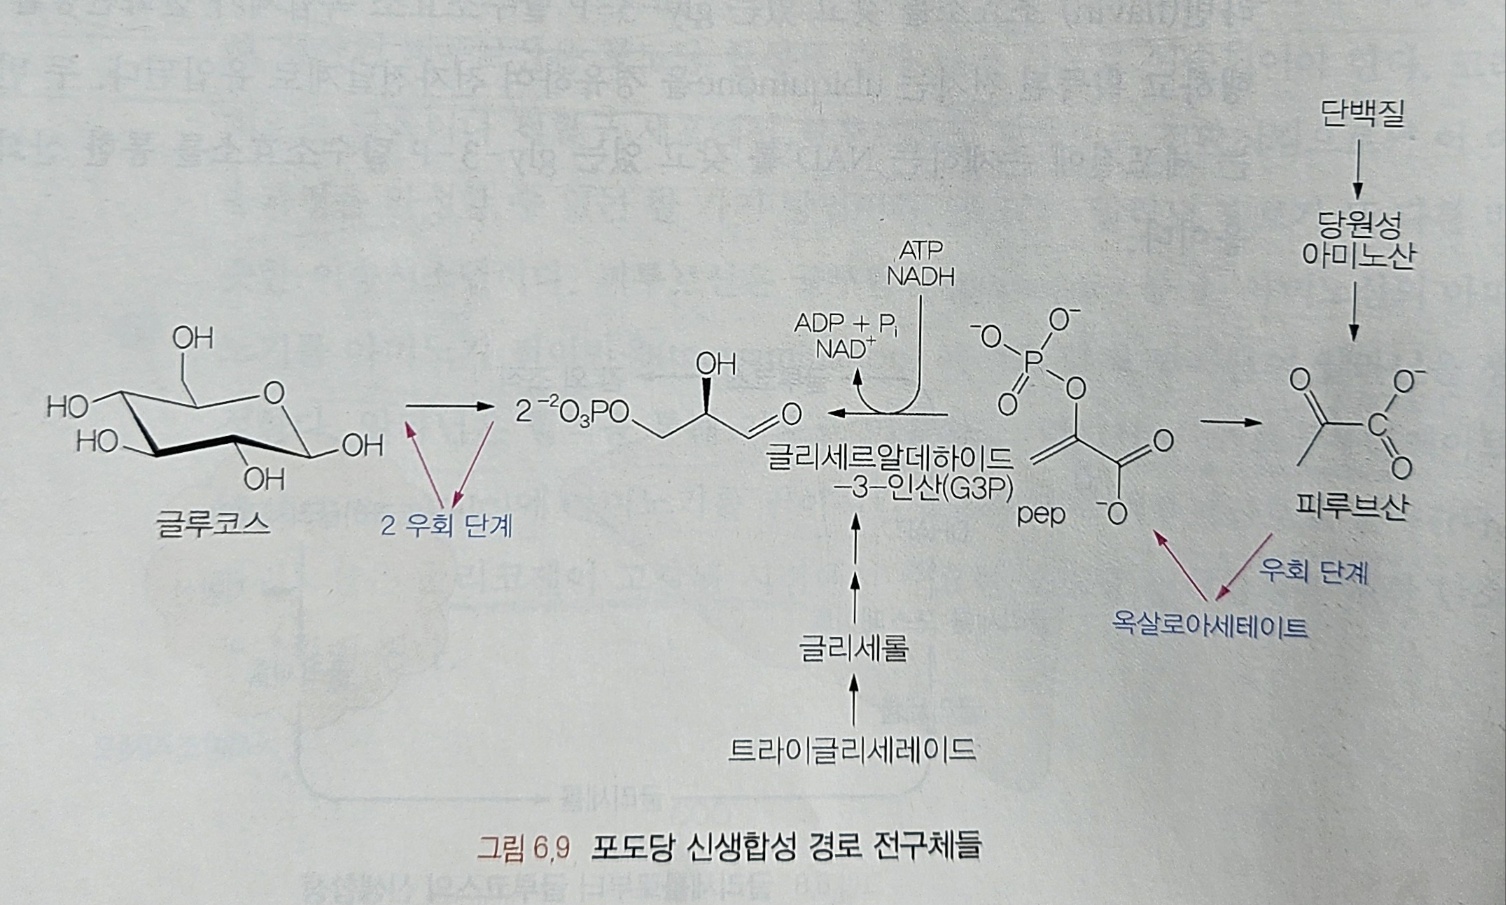 단백질
당원성
아미노산
ATP
NADH
ADP + Pi
NAD+
OH
HO
HO
O
OH
OH
글루코스
2 우회 단계
2 ⁻²O₃PO
OH
O
글리세르알데하이드
-3-인산(G3P)
⁻O
O⁻
P
O
O
O
⁻O
pep
O
O⁻
C
O
피루브산
우회 단계
옥살로아세테이트
글리세롤
트라이글리세레이드
그림 6.9 포도당 신생합성 경로 전구체들